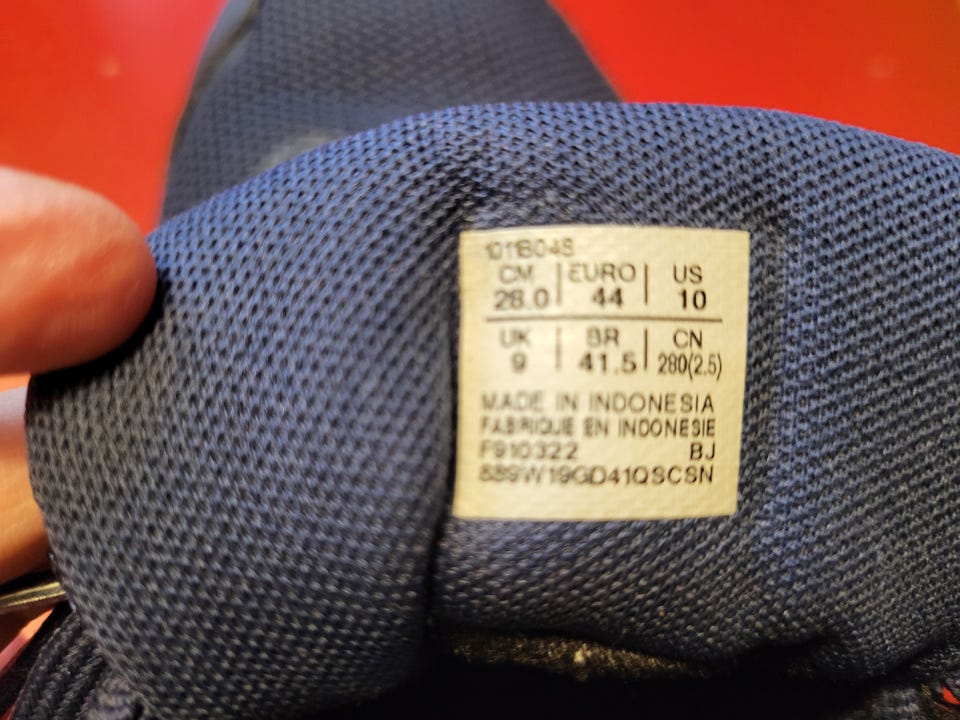 1011B048
CM EURO US
28.0 44 10
UK BR CN
9 41.5 280(2.5)
MADE IN INDONESIA
FABRIQUE EN INDONESIE
F910322 BJ
889W19GD41QSCSN